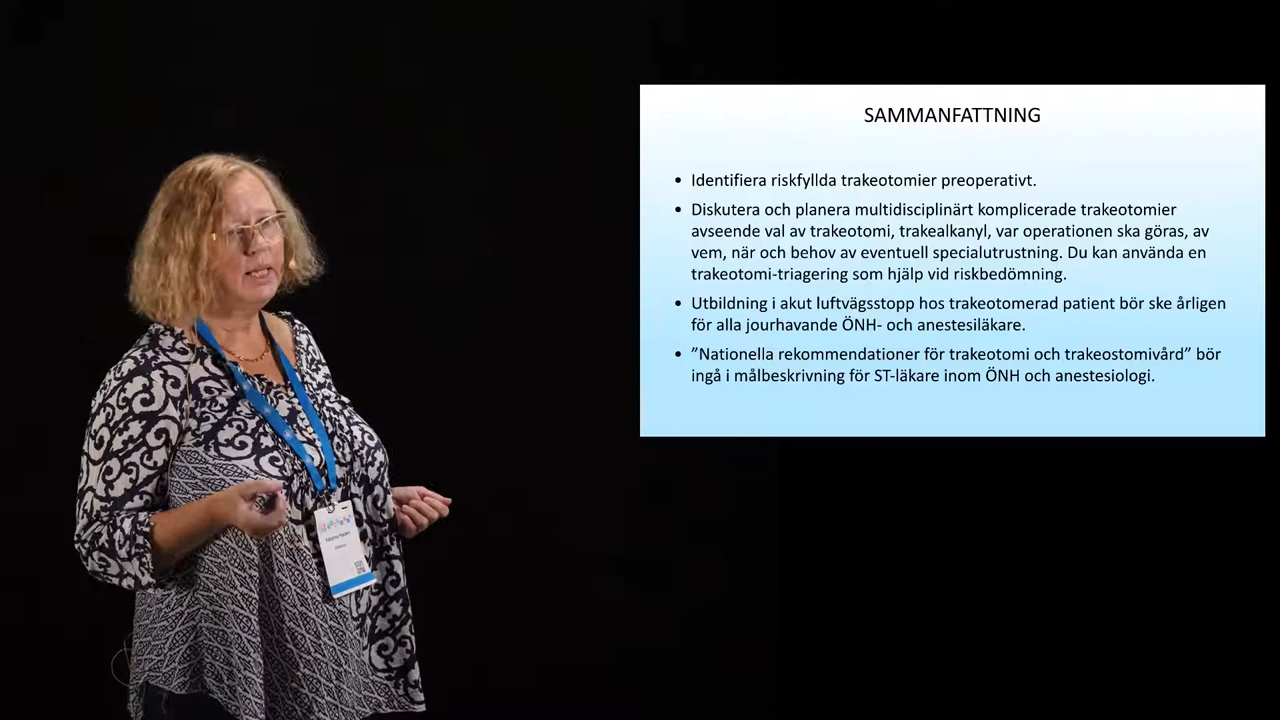 SAMMANFATTNING
• Identifiera riskfyllda trakeotomier preoperativt.
• Diskutera och planera multidisciplinärt komplicerade trakeotomier
avseende val av trakeotomi, trakealkanyl, var operationen ska göras, av
vem, när och behov av eventuell specialutrustning. Du kan använda en
trakeotomi-triagering som hjälp vid riskbedömning.
• Utbildning i akut luftvägsstopp hos trakeotomerad patient bör ske årligen
för alla jourhavande ÖNH- och anestesiläkare.
• ”Nationella rekommendationer för trakeotomi och trakeostomivård” bör
ingå i målbeskrivning för ST-läkare inom ÖNH och anestesiologi.